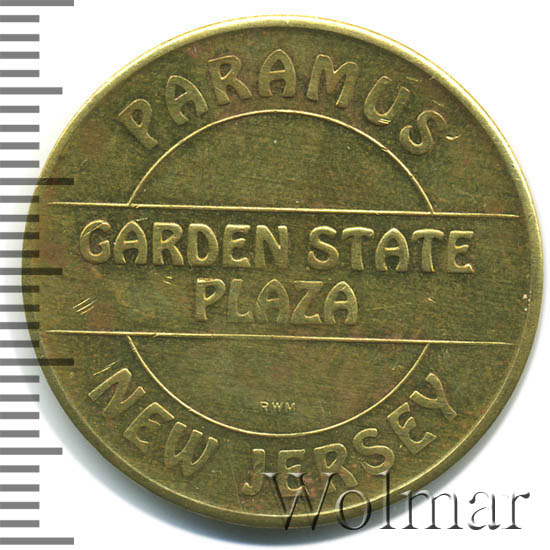 PARAMUS
GARDEN STATE
PLAZA
RWM
NEW JERSEY
Wolmar